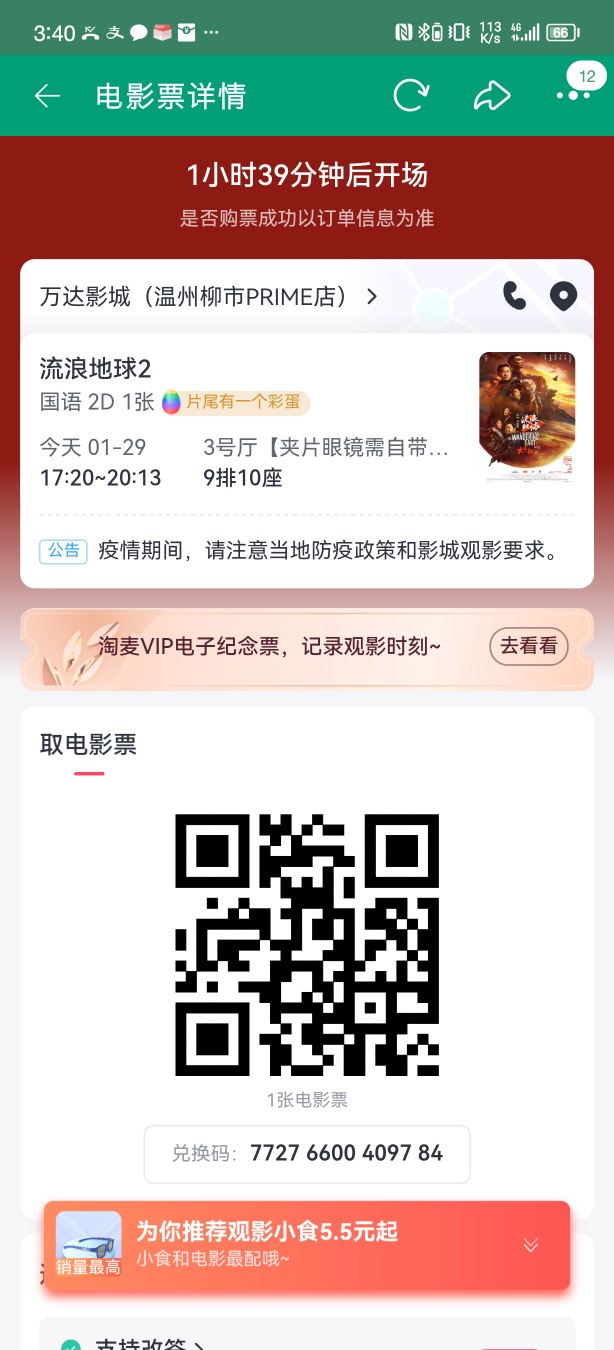 3:40
113 K/s
4G
66
电影票详情
12
1小时39分钟后开场
是否购票成功以订单信息为准
万达影城（温州柳市PRIME店）
流浪地球2
国语 2D 1张 片尾有一个彩蛋
今天 01-29 3号厅【夹片眼镜需自带...
17:20~20:13 9排10座
公告 疫情期间，请注意当地防疫政策和影城观影要求。
淘麦VIP电子纪念票，记录观影时刻~ 去看看
取电影票
1张电影票
兑换码： 7727 6600 4097 84
为你推荐观影小食5.5元起
小食和电影最配哦~
销量最高
支持改签